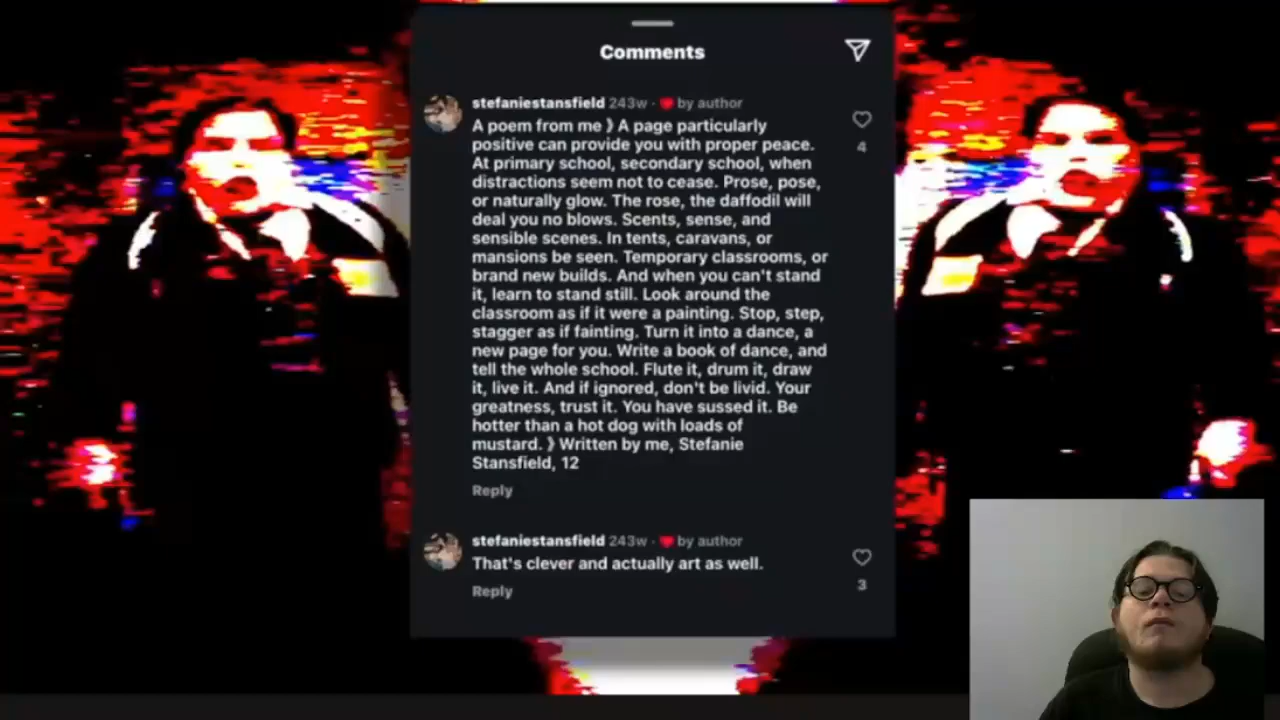 Comments
stefaniestansfield 243w · ❤️ by author
A poem from me ⟩ A page particularly
positive can provide you with proper peace.
At primary school, secondary school, when
distractions seem not to cease. Prose, pose,
or naturally glow. The rose, the daffodil will
deal you no blows. Scents, sense, and
sensible scenes. In tents, caravans, or
mansions be seen. Temporary classrooms, or
brand new builds. And when you can't stand
it, learn to stand still. Look around the
classroom as if it were a painting. Stop, step,
stagger as if fainting. Turn it into a dance, a
new page for you. Write a book of dance, and
tell the whole school. Flute it, drum it, draw
it, live it. And if ignored, don't be livid. Your
greatness, trust it. You have sussed it. Be
hotter than a hot dog with loads of
mustard. ⟩ Written by me, Stefanie
Stansfield, 12
4
Reply
stefaniestansfield 243w · ❤️ by author
That's clever and actually art as well.
3
Reply